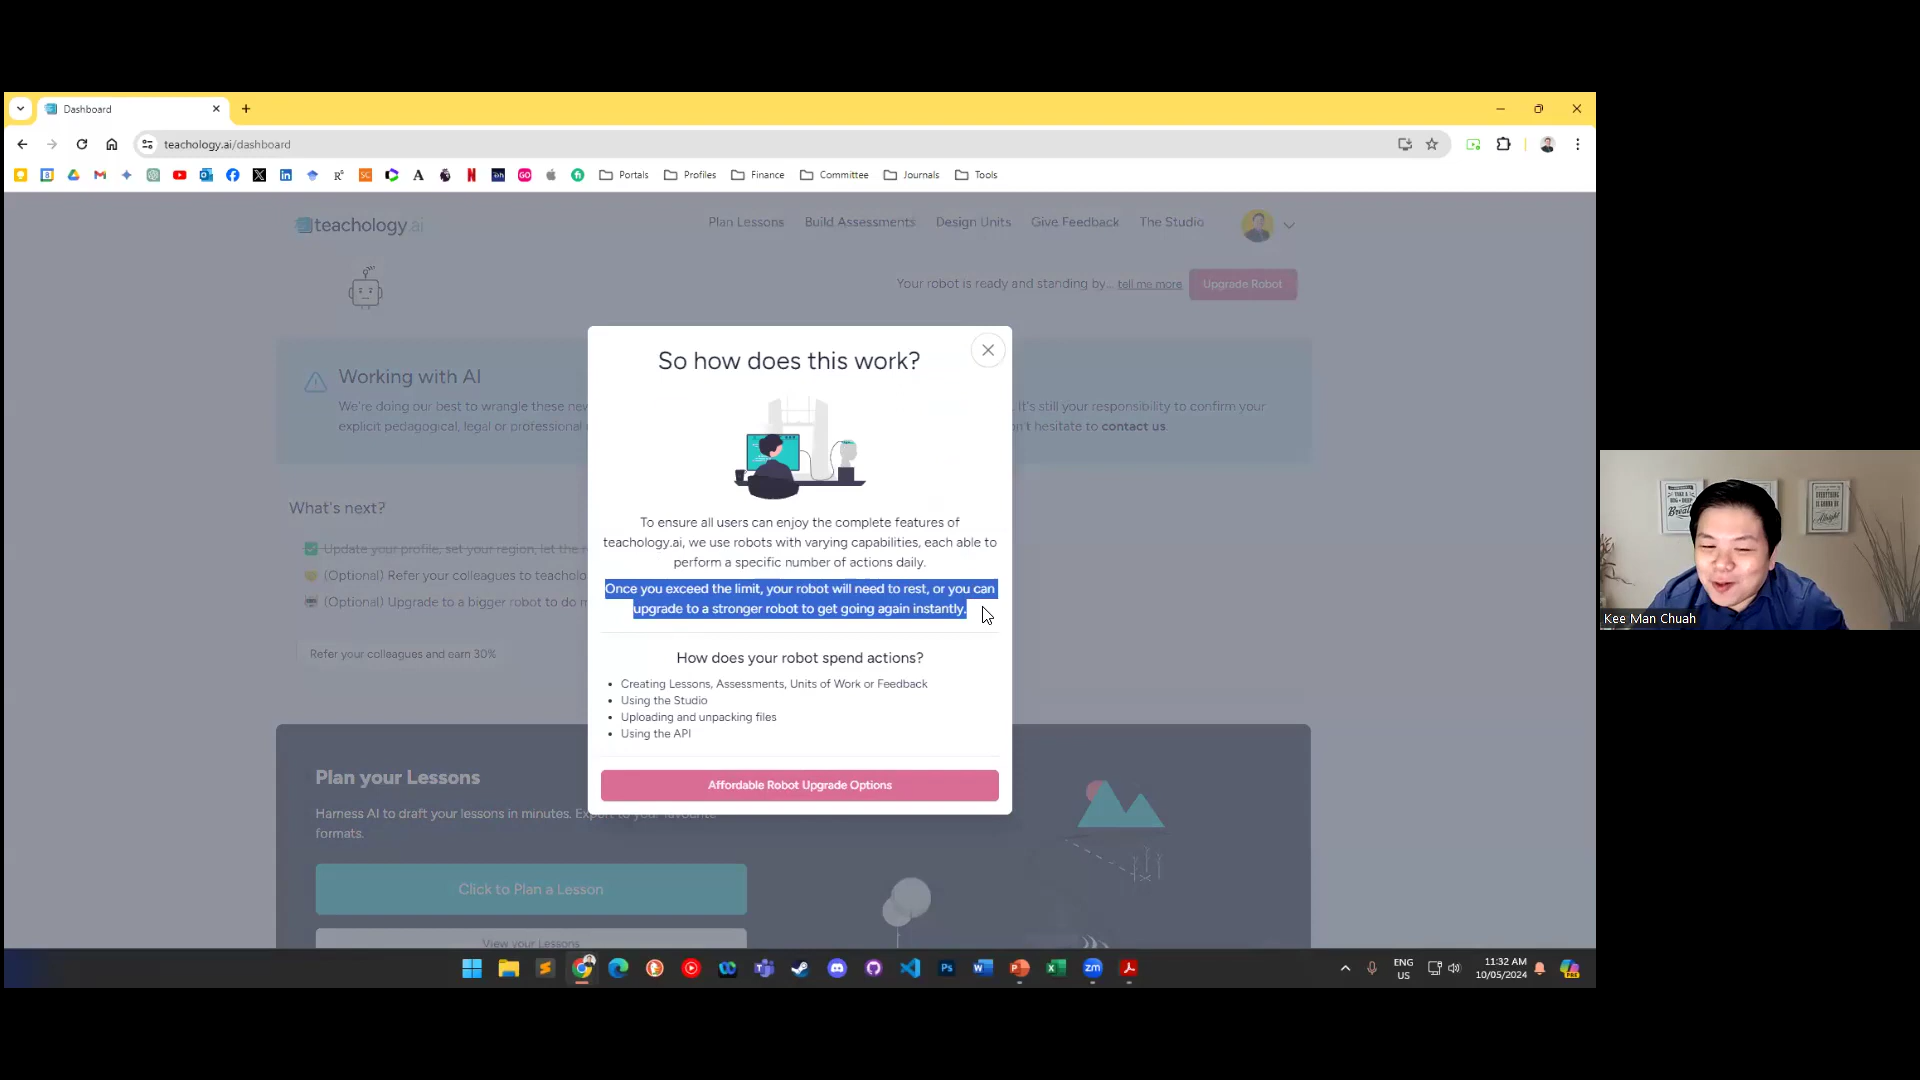 Dashboard
teachology.ai/dashboard
Portals
Profiles
Finance
Committee
Journals
Tools
teachology.ai
Plan Lessons
Build Assessments
Design Units
Give Feedback
The Studio
Your robot is ready and standing by... tell me more
Upgrade Robot
Working with AI
We're doing our best to wrangle these new
It's still your responsibility to confirm your
explicit pedagogical, legal or professional
hesitate to contact us
So how does this work?
To ensure all users can enjoy the complete features of
teachology.ai, we use robots with varying capabilities, each able to
perform a specific number of actions daily.
Once you exceed the limit, your robot will need to rest, or you can
upgrade to a stronger robot to get going again instantly.
How does your robot spend actions?
Creating Lessons, Assessments, Units of Work or Feedback
Using the Studio
Uploading and unpacking files
Using the API
Affordable Robot Upgrade Options
What's next?
Update your profile, set your region, let the
(Optional) Refer your colleagues to
(Optional) Upgrade to a bigger robot to do
Refer your colleagues and earn 30%
Plan your Lessons
Harness AI to draft your lessons in minutes.
formats.
Click to Plan a Lesson
View your Lessons
Kee Man Chuah
ENG
US
11:32 AM
10/05/2024